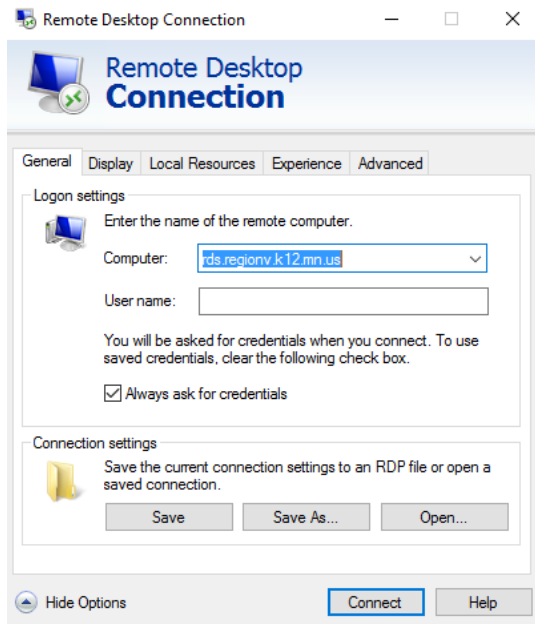 Remote Desktop Connection
Remote Desktop
Connection
General Display Local Resources Experience Advanced
Logon settings
Enter the name of the remote computer.
Computer: rds.regionv.k12.mn.us
User name:
You will be asked for credentials when you connect. To use
saved credentials, clear the following check box.
Always ask for credentials
Connection settings
Save the current connection settings to an RDP file or open a
saved connection.
Save Save As... Open...
Hide Options Connect Help